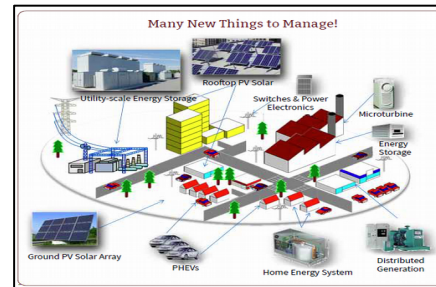 Many New Things to Manage!
Rooftop PV Solar
Utility-scale Energy Storage
Switches & Power
Electronics
Microturbine
Energy
Storage
Ground PV Solar Array
PHEVs
Home Energy System
Distributed
Generation